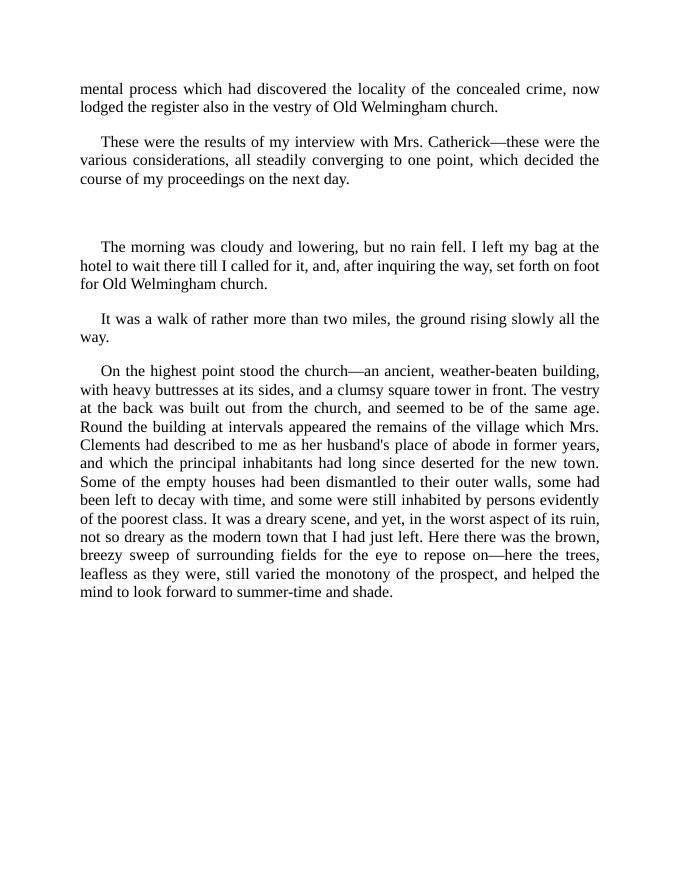 mental process which had discovered the locality of the concealed crime, now
lodged the register also in the vestry of Old Welmingham church.
These were the results of my interview with Mrs. Catherick—these were the
various considerations, all steadily converging to one point, which decided the
course of my proceedings on the next day.
The morning was cloudy and lowering, but no rain fell. I left my bag at the
hotel to wait there till I called for it, and, after inquiring the way, set forth on foot
for Old Welmingham church.
It was a walk of rather more than two miles, the ground rising slowly all the
way.
On the highest point stood the church—an ancient, weather-beaten building,
with heavy buttresses at its sides, and a clumsy square tower in front. The vestry
at the back was built out from the church, and seemed to be of the same age.
Round the building at intervals appeared the remains of the village which Mrs.
Clements had described to me as her husband's place of abode in former years,
and which the principal inhabitants had long since deserted for the new town.
Some of the empty houses had been dismantled to their outer walls, some had
been left to decay with time, and some were still inhabited by persons evidently
of the poorest class. It was a dreary scene, and yet, in the worst aspect of its ruin,
not so dreary as the modern town that I had just left. Here there was the brown,
breezy sweep of surrounding fields for the eye to repose on—here the trees,
leafless as they were, still varied the monotony of the prospect, and helped the
mind to look forward to summer-time and shade.